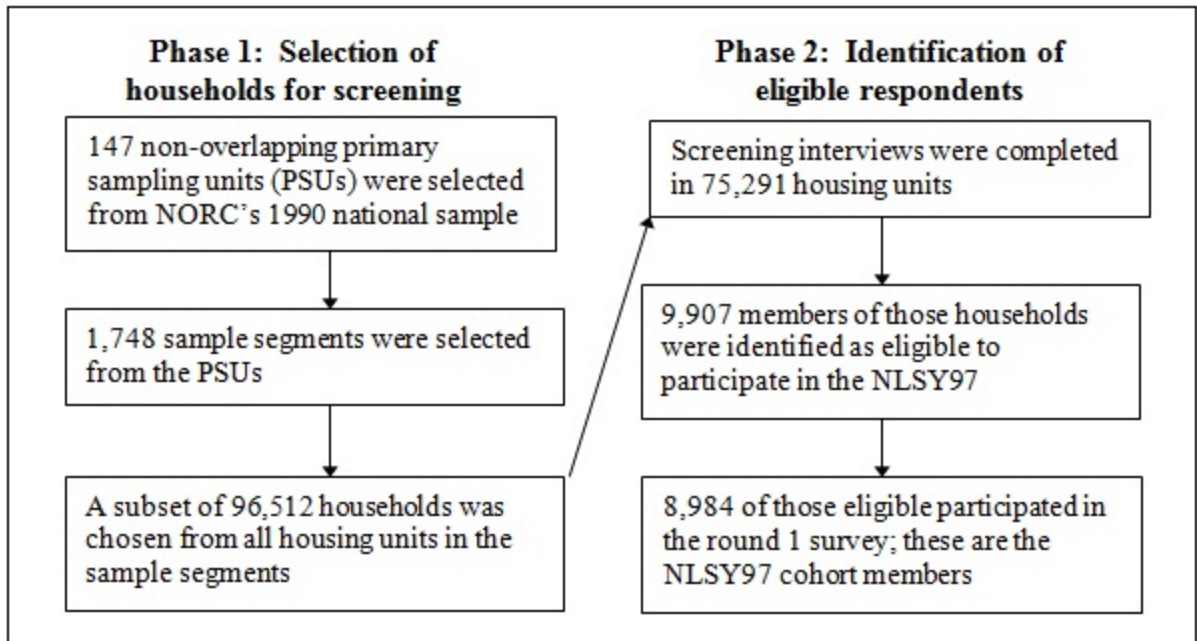 Phase 1: Selection of
households for screening
147 non-overlapping primary
sampling units (PSUs) were selected
from NORC's 1990 national sample
1,748 sample segments were selected
from the PSUs
A subset of 96,512 households was
chosen from all housing units in the
sample segments
Phase 2: Identification of
eligible respondents
Screening interviews were completed
in 75,291 housing units
9,907 members of those households
were identified as eligible to
participate in the NLSY97
8,984 of those eligible participated in
the round 1 survey; these are the
NLSY97 cohort members